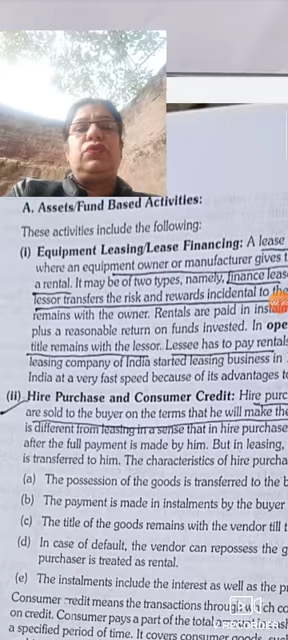 A. Assets/Fund Based Activities:
These activities include the following:
(i) Equipment Leasing/Lease Financing: A lease
where an equipment owner or manufacturer gives t
a rental. It may be of two types, namely, finance leas
lessor transfers the risk and rewards incidental to the
remains with the owner. Rentals are paid in instalm
plus a reasonable return on funds invested. In ope
title remains with the lessor. Lessee has to pay rentals
leasing company of India started leasing business in
India at a very fast speed because of its advantages to
(ii) Hire Purchase and Consumer Credit: Hire purc
are sold to the buyer on the terms that he will make the
is different from leasing in a sense that in hire purchase
after the full payment is made by him. But in leasing,
is transferred to him. The characteristics of hire purcha
(a) The possession of the goods is transferred to the b
(b) The payment is made in instalments by the buyer
(c) The title of the goods remains with the vendor till t
(d) In case of default, the vendor can repossess the g
purchaser is treated as rental.
(e) The instalments include the interest as well as the pr
Consumer credit means the transactions through which co
on credit. Consumer pays a part of the total
V RECORDER
a specified period of time. It covers consumer goods